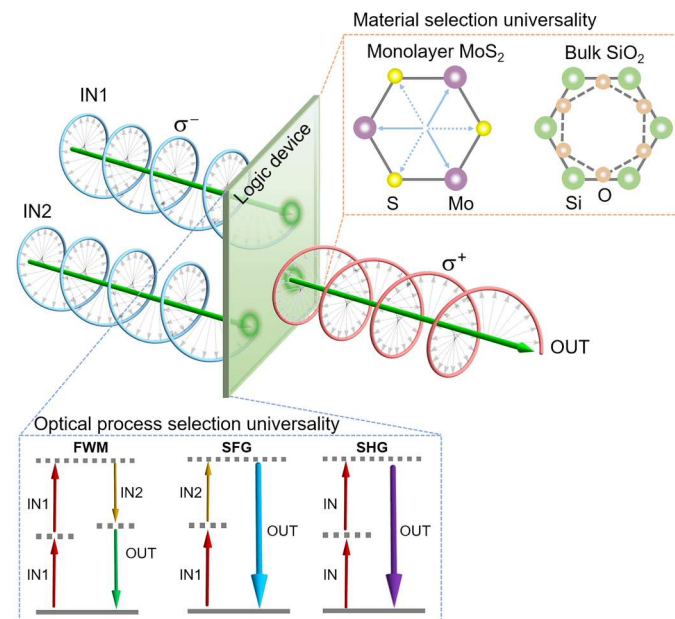 Material selection universality
Monolayer MoS₂
Bulk SiO₂
S
Mo
Si
O
IN1
σ⁻
Logic device
IN2
σ⁺
OUT
Optical process selection universality
FWM
SFG
SHG
IN1
IN2
OUT
IN1
IN2
OUT
IN1
IN
OUT
IN